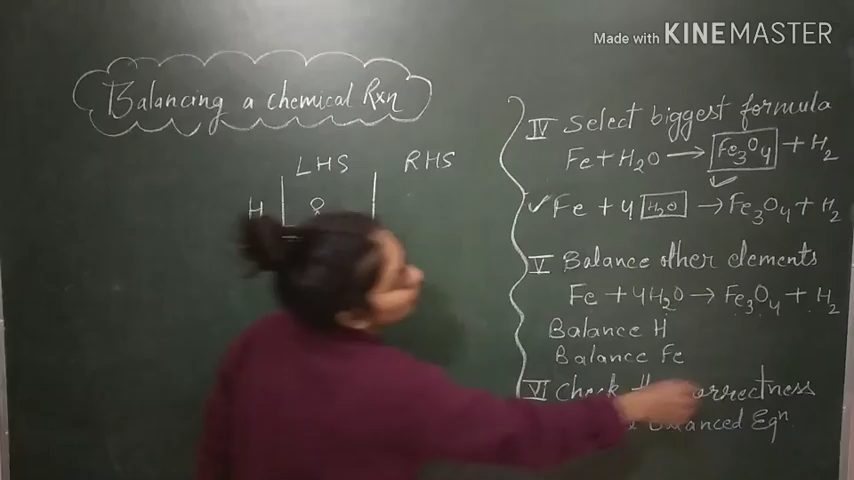 Made with KINEMASTER
Balancing a chemical Rxn
LHS RHS
H 8
IV Select biggest formula
Fe + H2O → Fe3O4 + H2
✓
✓ Fe + 4 H2O → Fe3O4 + H2
V Balance other elements
Fe + 4H2O → Fe3O4 + H2
Balance H
Balance Fe
VI Check correctness
Balanced Eqn